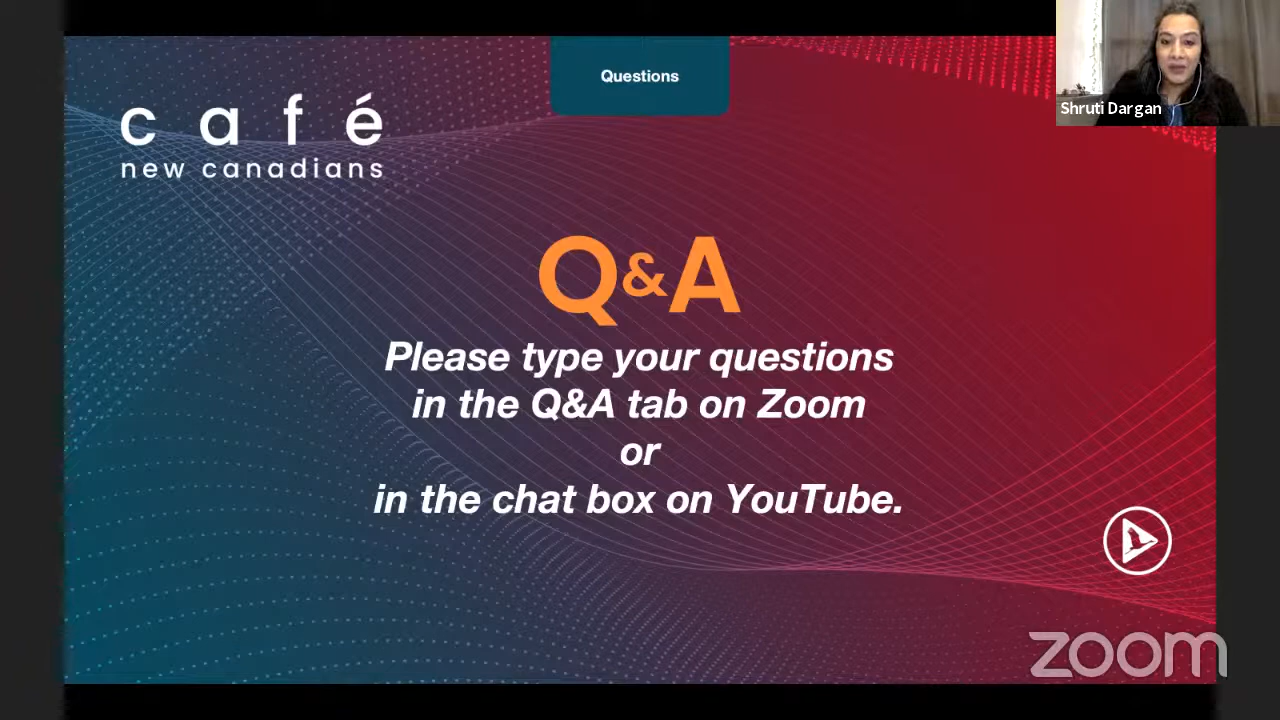 Questions
Shruti Dargan
café
new canadians
Q&A
Please type your questions
in the Q&A tab on Zoom
or
in the chat box on YouTube.
zoom